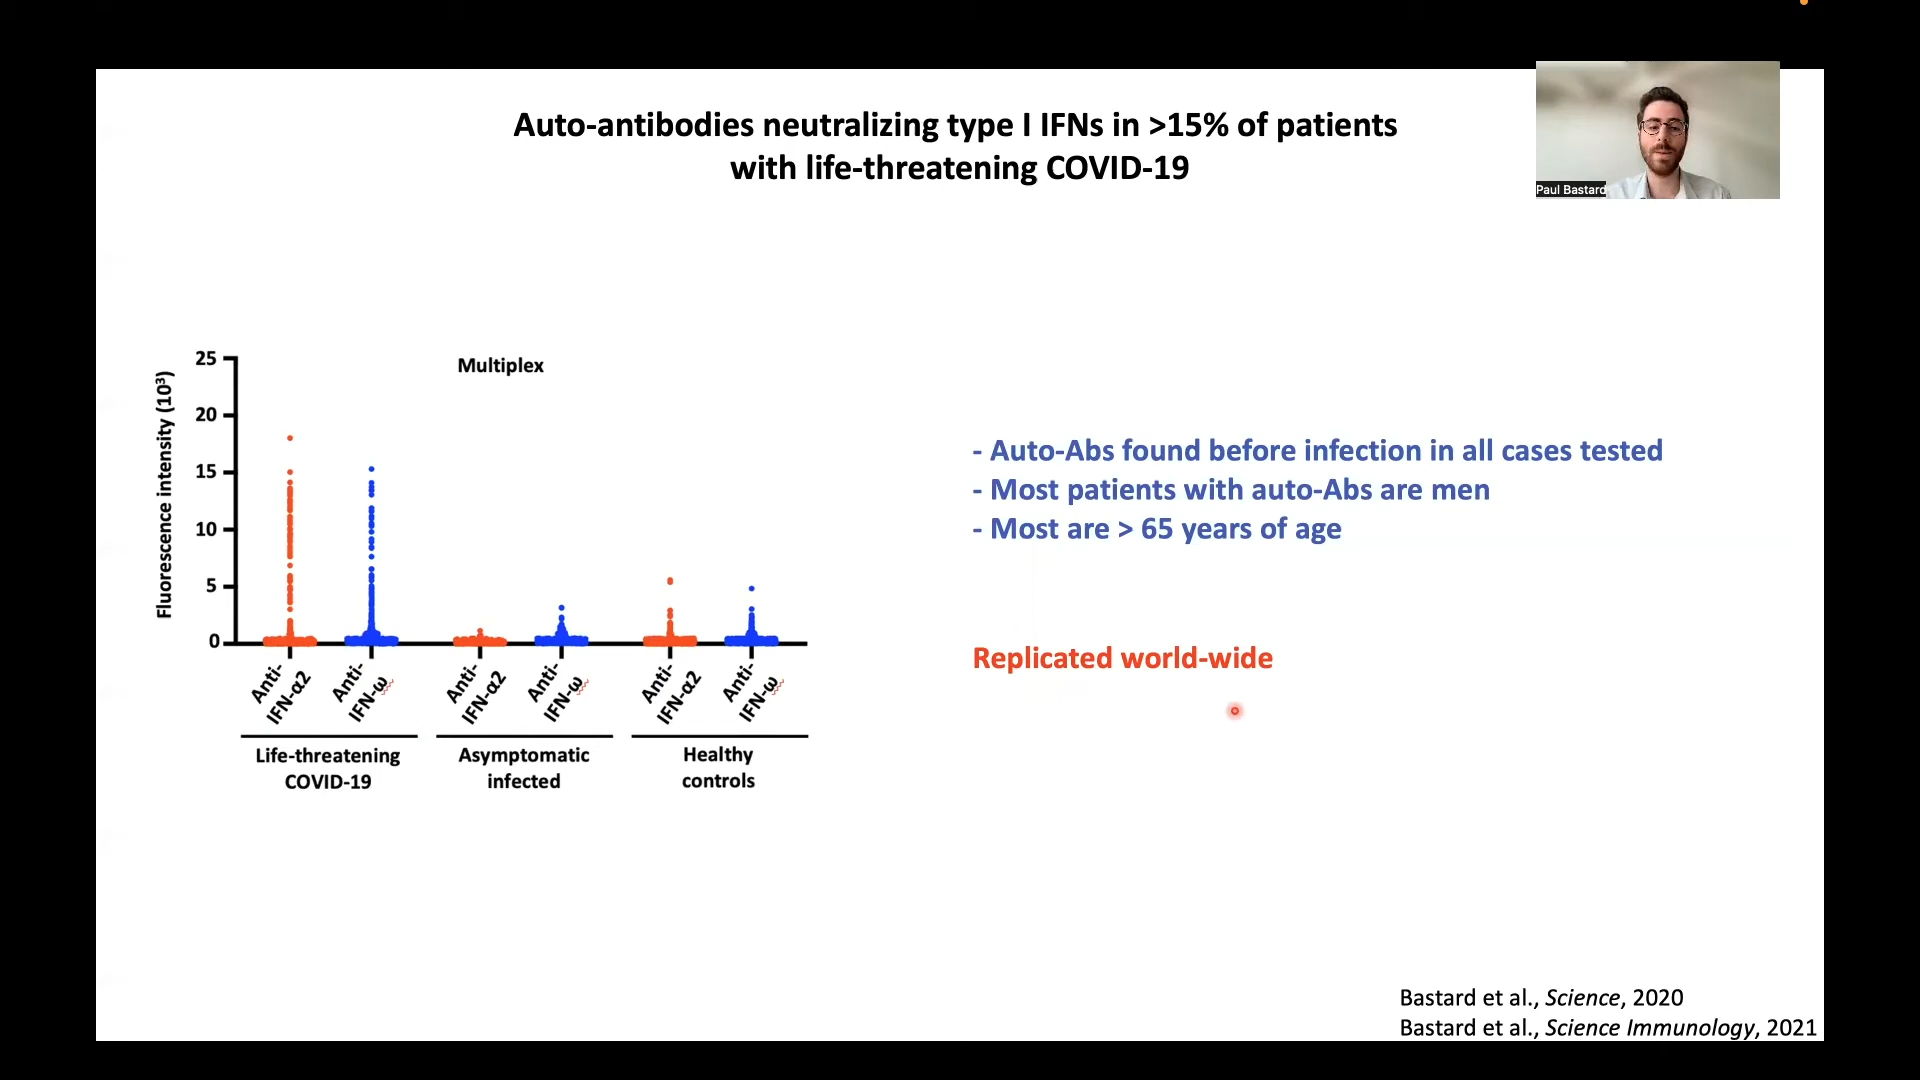 Auto-antibodies neutralizing type I IFNs in >15% of patients
with life-threatening COVID-19
Paul Bastard
Multiplex
Fluorescence intensity (10³)
25
20
15
10
5
0
Anti-
IFN-α2
Anti-
IFN-ω
Anti-
IFN-α2
Anti-
IFN-ω
Anti-
IFN-α2
Anti-
IFN-ω
Life-threatening
COVID-19
Asymptomatic
infected
Healthy
controls
- Auto-Abs found before infection in all cases tested
- Most patients with auto-Abs are men
- Most are > 65 years of age
Replicated world-wide
Bastard et al., Science, 2020
Bastard et al., Science Immunology, 2021